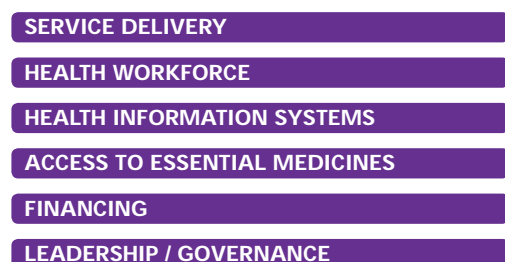 SERVICE DELIVERY
HEALTH WORKFORCE
HEALTH INFORMATION SYSTEMS
ACCESS TO ESSENTIAL MEDICINES
FINANCING
LEADERSHIP / GOVERNANCE